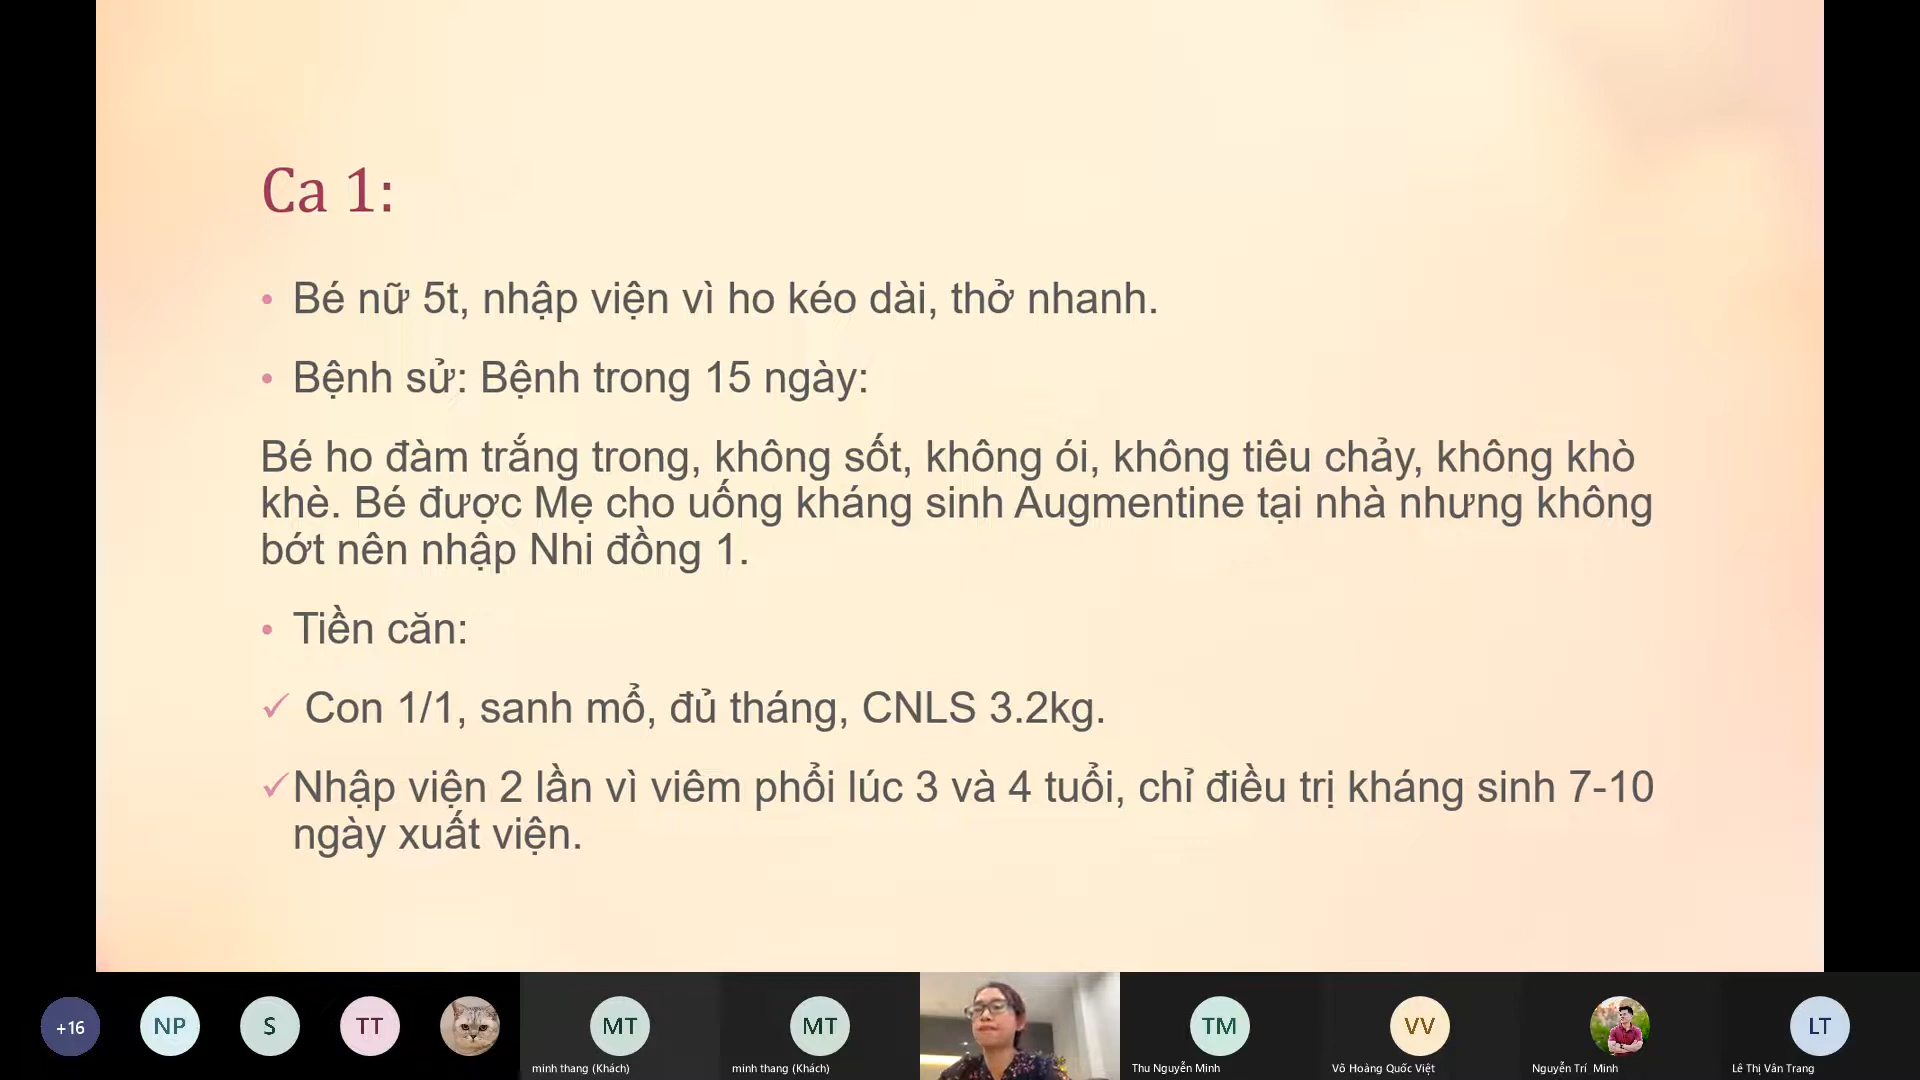 Ca 1:
• Bé nữ 5t, nhập viện vì ho kéo dài, thở nhanh.
• Bệnh sử: Bệnh trong 15 ngày:
Bé ho đàm trắng trong, không sốt, không ói, không tiêu chảy, không khò
khè. Bé được Mẹ cho uống kháng sinh Augmentine tại nhà nhưng không
bớt nên nhập Nhi đồng 1.
• Tiền căn:
✓ Con 1/1, sanh mổ, đủ tháng, CNLS 3.2kg.
✓ Nhập viện 2 lần vì viêm phổi lúc 3 và 4 tuổi, chỉ điều trị kháng sinh 7-10
ngày xuất viện.
+16 NP S TT MT MT TM VV LT
minh thang (Khách) minh thang (Khách) Thu Nguyễn Minh Võ Hoàng Quốc Việt Nguyễn Trí Minh Lê Thị Vân Trang